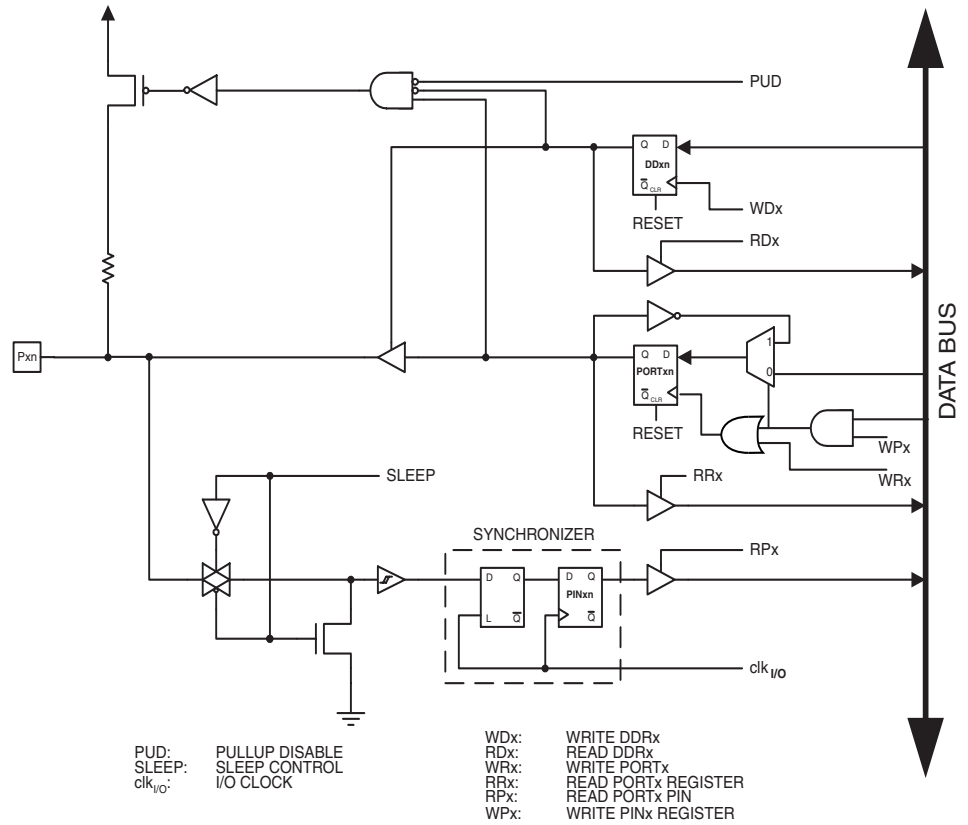 PUD
Q D
DDxn
Q CLR
WDx
RESET
RDx
1
Pxn
Q D
0
PORTxn
Q CLR
DATA BUS
RESET
WPx
WRx
SLEEP
RRx
SYNCHRONIZER
RPx
D Q
D Q
PINxn
L Q
Q
clk I/O
PUD: PULLUP DISABLE
SLEEP: SLEEP CONTROL
clkI/O: I/O CLOCK
WDx: WRITE DDRx
RDx: READ DDRx
WRx: WRITE PORTx
RRx: READ PORTx REGISTER
RPx: READ PORTx PIN
WPx: WRITE PINx REGISTER